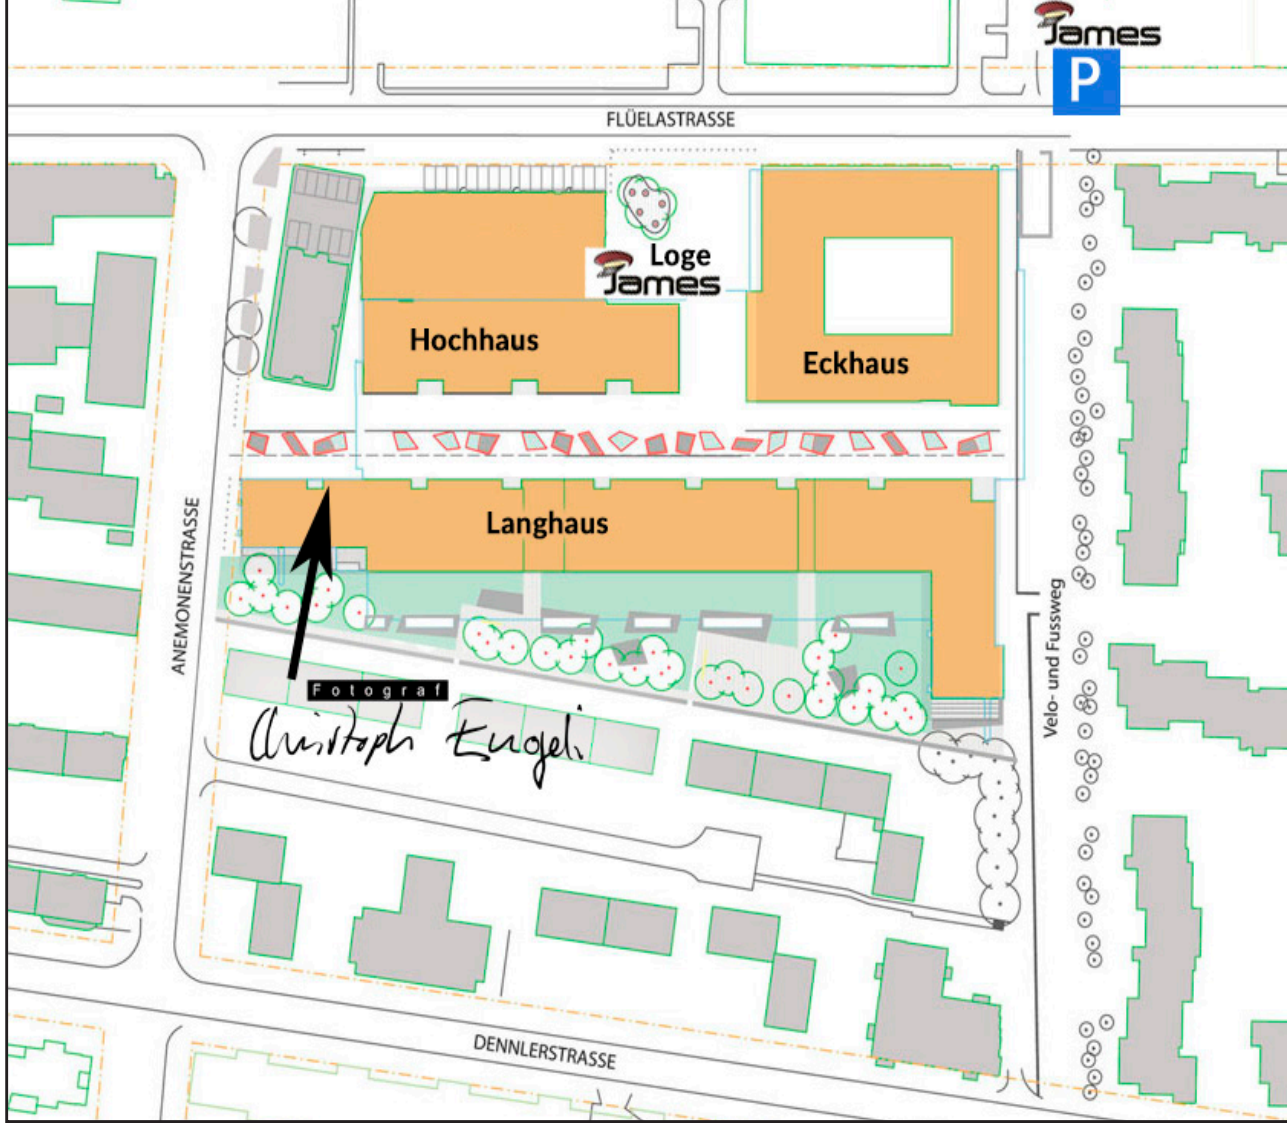 James
P
FLÜELASTRASSE
Loge
James
Hochhaus
Eckhaus
ANEMONENSTRASSE
Langhaus
Velo- und Fussweg
Fotograf
Christoph Engeli
DENNLERSTRASSE